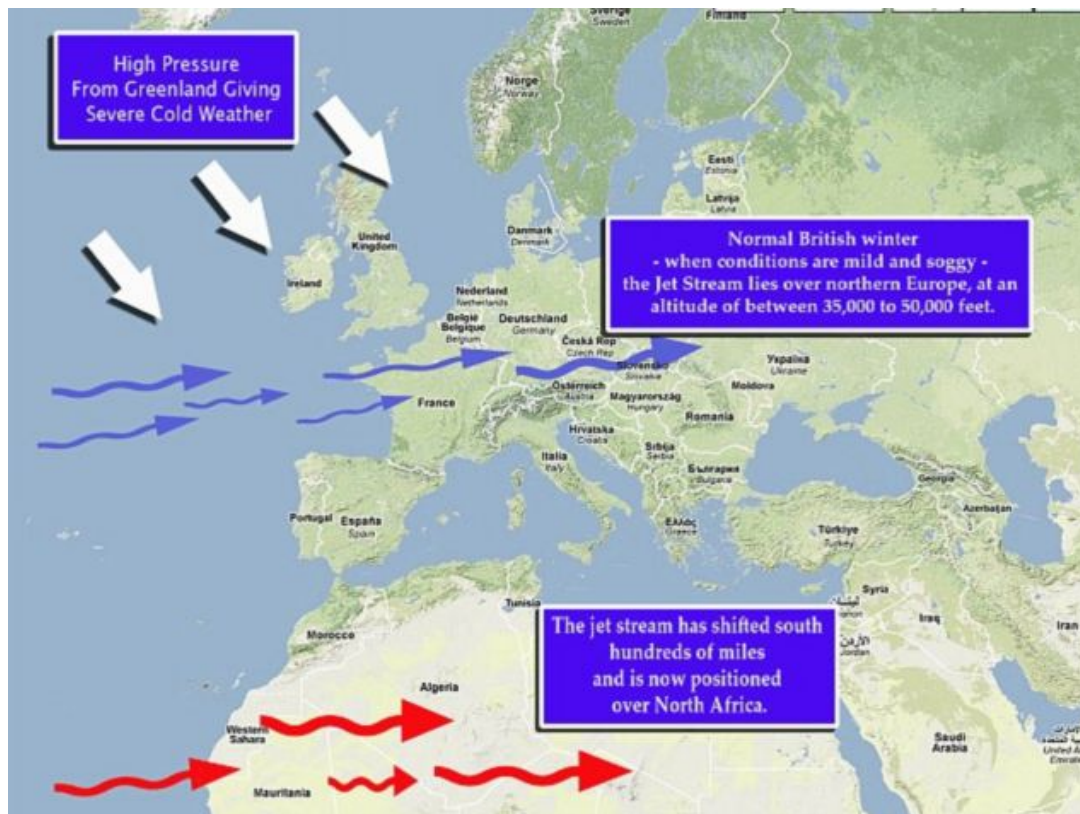 Sverige
Sweden
Finland
High Pressure
From Greenland Giving
Severe Cold Weather
Norge
Norway
Eesti
Estonia
Latvija
Latvia
United
Kingdom
Danmark
Denmark
Ireland
Normal British winter
- when conditions are mild and soggy -
the Jet Stream lies over northern Europe, at an
altitude of between 35,000 to 50,000 feet.
Nederland
Netherlands
België
Belgique
Belgium
Deutschland
Germany
Česká Rep
Czech Rep
Slovensko
Slovakia
Україна
Ukraine
Österreich
Austria
Magyarország
Hungary
Moldova
France
Romania
Hrvatska
Croatia
Srbija
Serbia
Italia
Italy
България
Bulgaria
Georgia
Azerbaijan
Portugal
España
Spain
Ελλάς
Greece
Türkiye
Turkey
Tunisia
Syria
لبنان
Iraq
Iran
الأردن
Jordan
Morocco
The jet stream has shifted south
hundreds of miles
and is now positioned
over North Africa.
Algeria
Western
Sahara
Saudi
Arabia
Mauritania